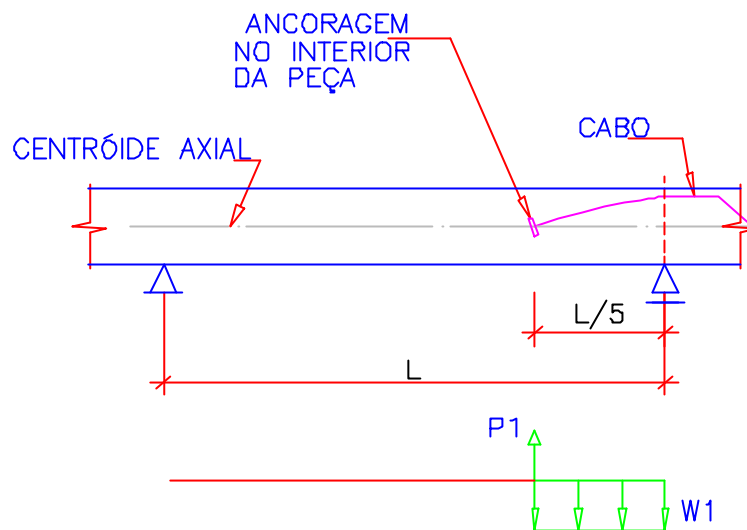 ANCORAGEM
NO INTERIOR
DA PEÇA
CABO
CENTRÓIDE AXIAL
L/5
L
P1
W1